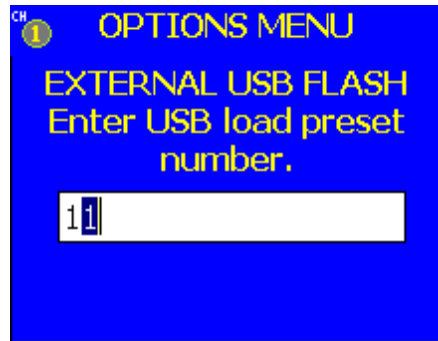 CH
1
OPTIONS MENU
EXTERNAL USB FLASH
Enter USB load preset
number.
11